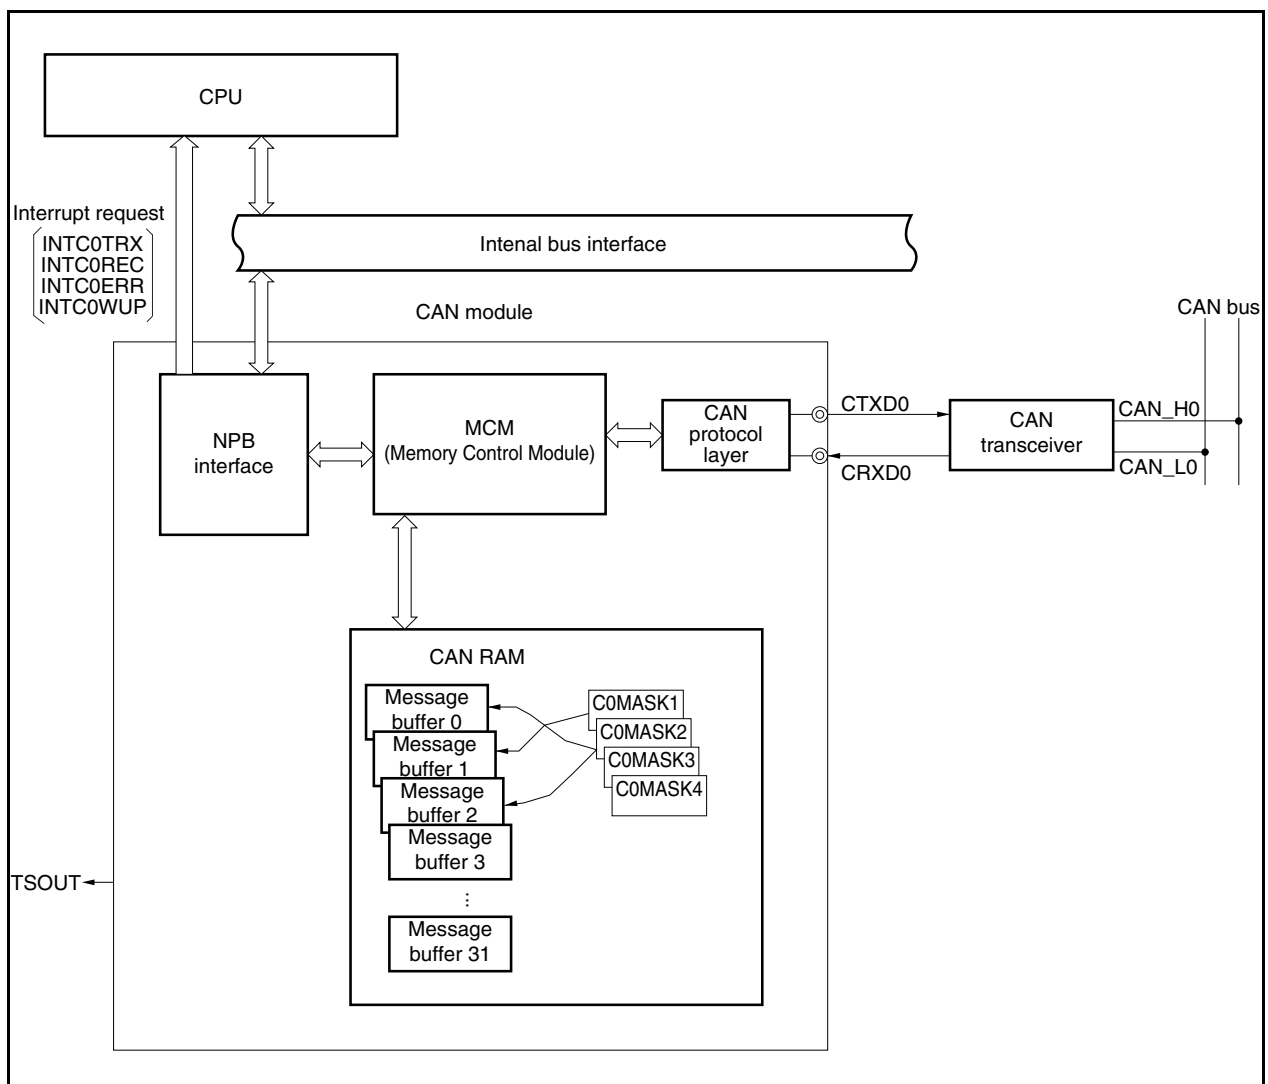 CPU
Interrupt request
INTC0TRX
INTC0REC
INTC0ERR
INTC0WUP
Intenal bus interface
CAN module
CAN bus
NPB
interface
MCM
(Memory Control Module)
CAN
protocol
layer
CTXD0
CRXD0
CAN
transceiver
CAN_H0
CAN_L0
CAN RAM
Message
buffer 0
Message
buffer 1
Message
buffer 2
Message
buffer 3
...
Message
buffer 31
C0MASK1
C0MASK2
C0MASK3
C0MASK4
TSOUT